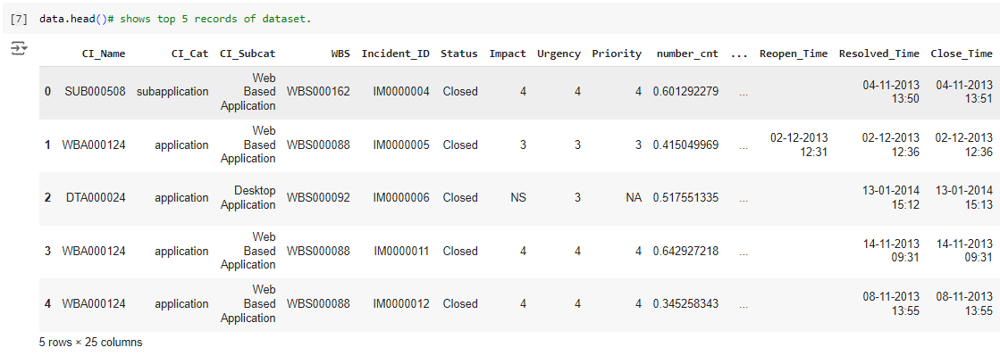 [7] data.head()# shows top 5 records of dataset.
CI_Name CI_Cat CI_Subcat WBS Incident_ID Status Impact Urgency Priority number_cnt ... Reopen_Time Resolved_Time Close_Time
0 SUB000508 subapplication Web Based Application WBS000162 IM0000004 Closed 4 4 4 0.601292279 ... 04-11-2013 13:50 04-11-2013 13:51
1 WBA000124 application Web Based Application WBS000088 IM0000005 Closed 3 3 3 0.415049969 ... 02-12-2013 12:31 02-12-2013 12:36 02-12-2013 12:36
2 DTA000024 application Desktop Application WBS000092 IM0000006 Closed NS 3 NA 0.517551335 ... 13-01-2014 15:12 13-01-2014 15:13
3 WBA000124 application Web Based Application WBS000088 IM0000011 Closed 4 4 4 0.642927218 ... 14-11-2013 09:31 14-11-2013 09:31
4 WBA000124 application Web Based Application WBS000088 IM0000012 Closed 4 4 4 0.345258343 ... 08-11-2013 13:55 08-11-2013 13:55
5 rows × 25 columns